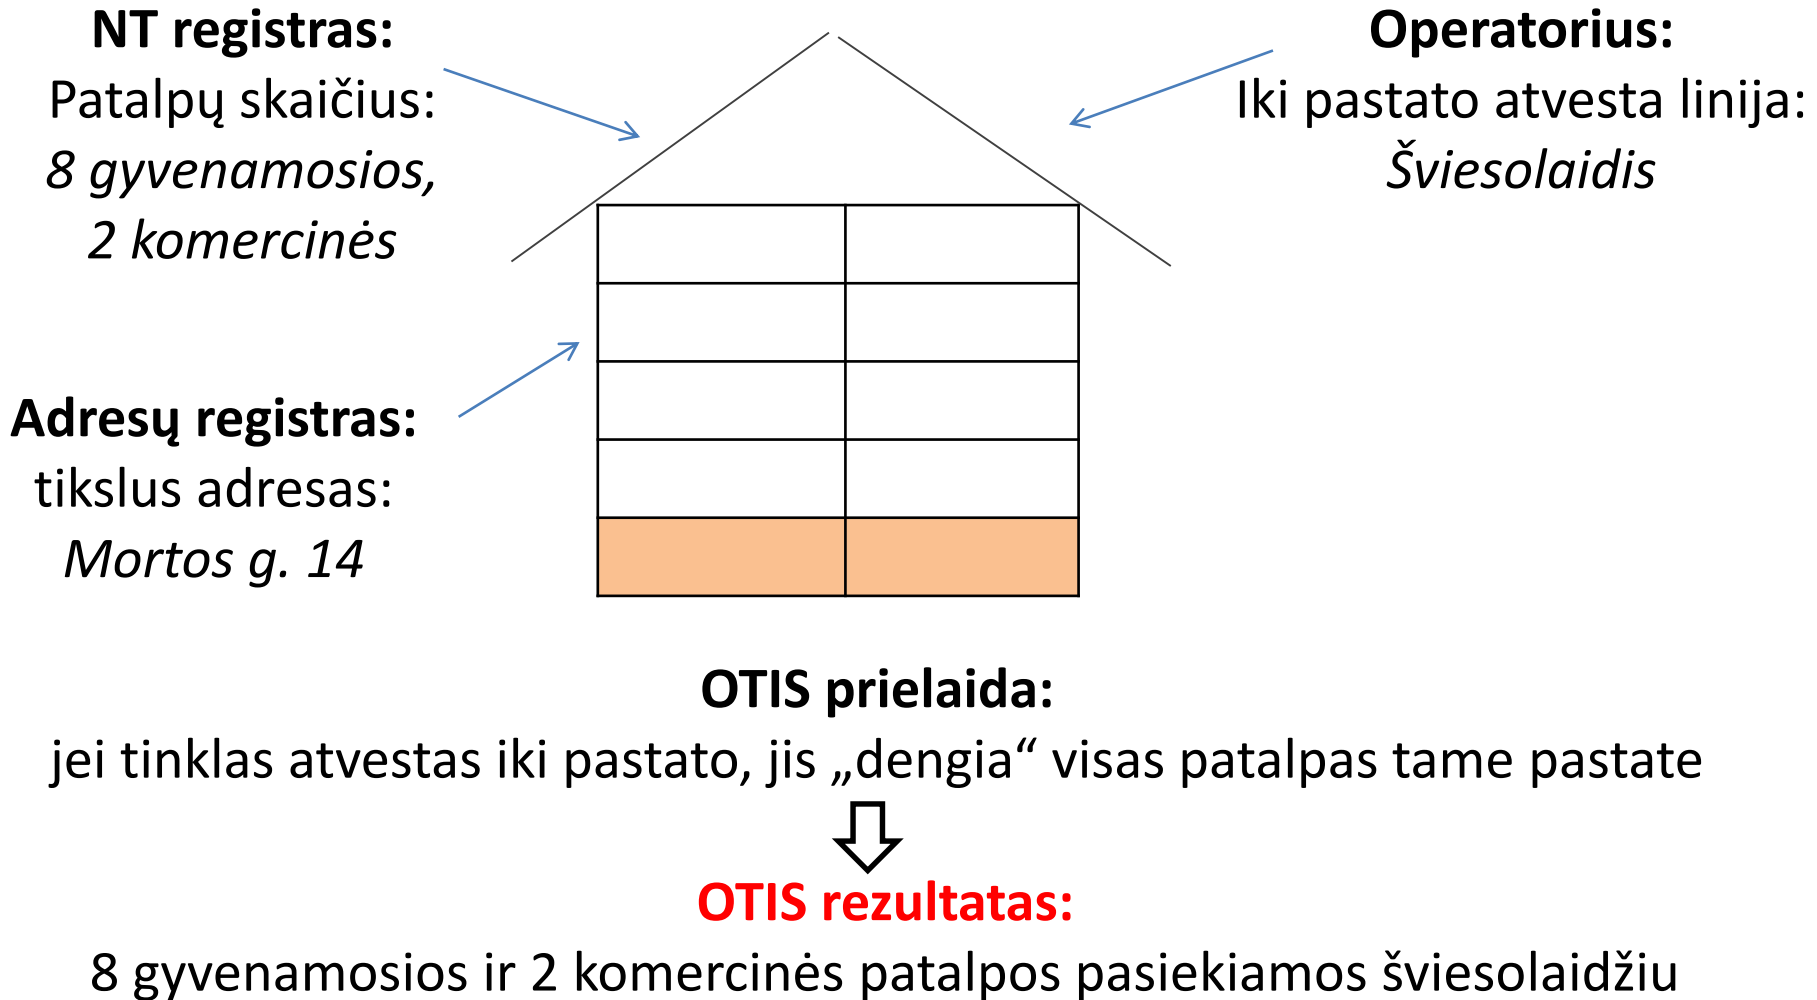 NT registras:
Patalpų skaičius:
8 gyvenamosios,
2 komercinės
Operatorius:
Iki pastato atvesta linija:
Šviesolaidis
Adresų registras:
tikslus adresas:
Mortos g. 14
OTIS prielaida:
jei tinklas atvestas iki pastato, jis „dengia“ visas patalpas tame pastate
OTIS rezultatas:
8 gyvenamosios ir 2 komercinės patalpos pasiekiamos šviesolaidžiu